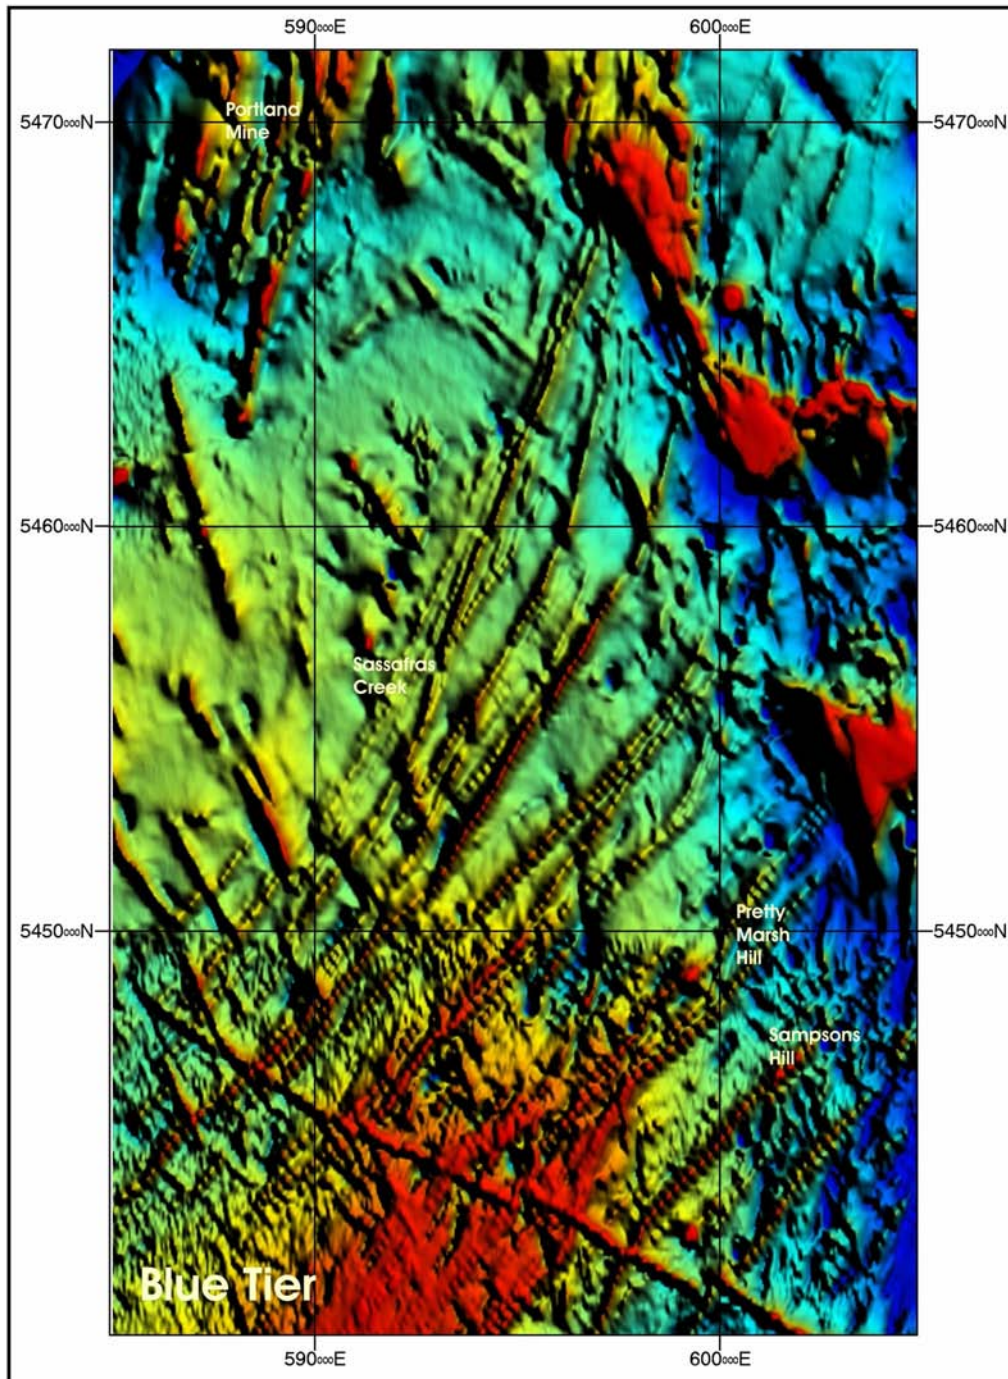 590000E 600000E
5470000N 5470000N
Portland
Mine
5460000N 5460000N
Sassafras
Creek
5450000N 5450000N
Pretty
Marsh
Hill
Sampsons
Hill
Blue Tier
590000E 600000E